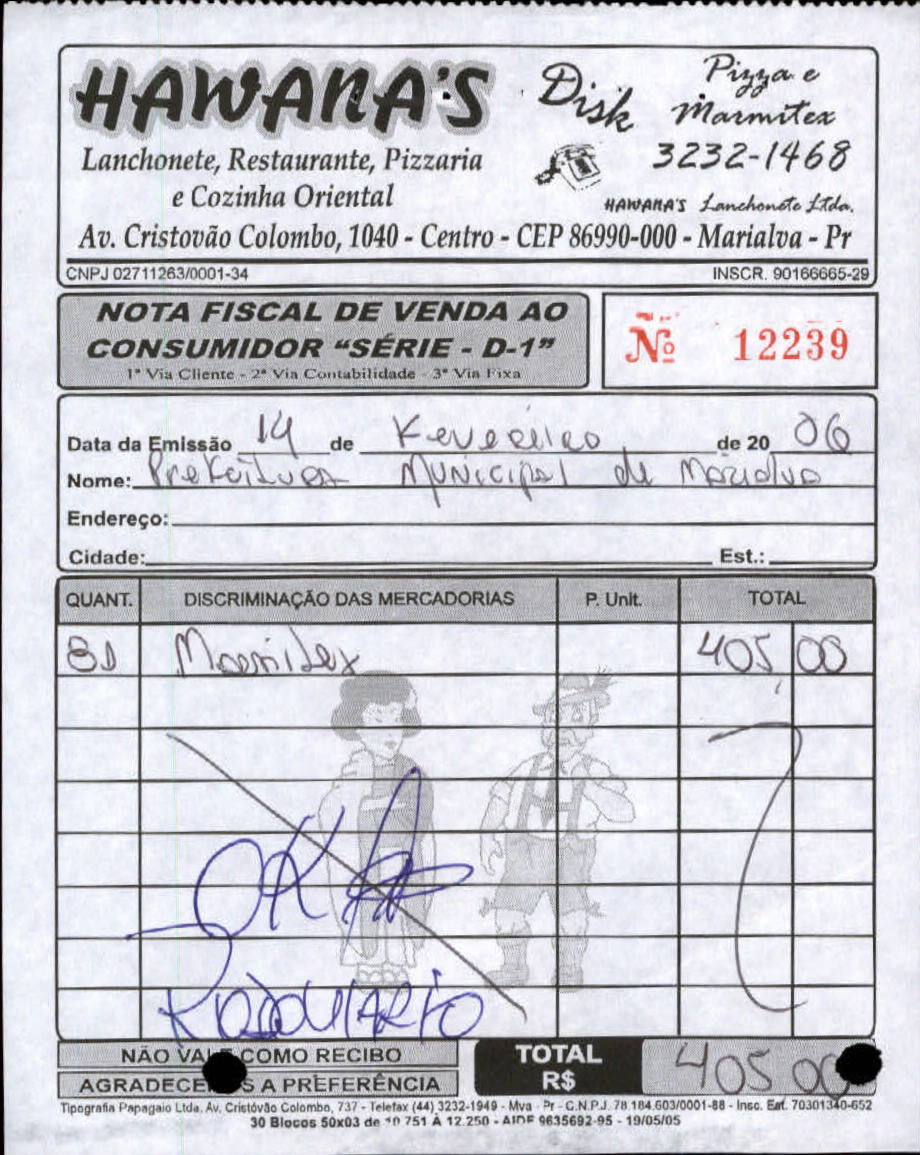 HAWANA'S
Disk
Pizza e
Marmitex
3232-1468
Lanchonete, Restaurante, Pizzaria
e Cozinha Oriental
HAWANA'S Lanchonete Ltda.
Av. Cristovão Colombo, 1040 - Centro - CEP 86990-000 - Marialva - Pr
CNPJ 02711263/0001-34 INSCR. 90166665-29
NOTA FISCAL DE VENDA AO
CONSUMIDOR "SÉRIE - D-1"
1ª Via Cliente - 2ª Via Contabilidade - 3ª Via Fixa
Nº 12239
Data da Emissão 14 de Fevereiro de 20 06
Nome: Prefeitura Municipal de Marialva
Endereço:
Cidade: Est.:
QUANT. DISCRIMINAÇÃO DAS MERCADORIAS P. Unit. TOTAL
81 Marmitex 405 00
OK
NÃO VALE COMO RECIBO
AGRADECEMOS A PREFERÊNCIA
TOTAL
R$ 405 00
Tipografia Papagaio Ltda. Av. Cristóvão Colombo, 737 - Telefax (44) 3232-1949 - Mva - Pr - C.N.P.J. 78.184.603/0001-88 - Insc. Est. 70301340-652
30 Blocos 50x03 de 10.751 À 12.250 - AIDF 9635692-95 - 19/05/05